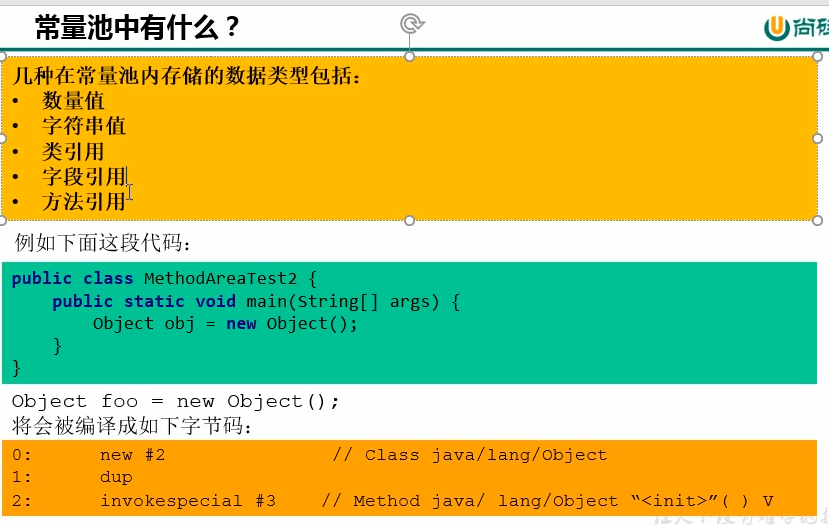 常量池中有什么？
尚硅
几种在常量池内存储的数据类型包括：
• 数量值
• 字符串值
• 类引用
• 字段引用
• 方法引用
例如下面这段代码：
public class MethodAreaTest2 {
    public static void main(String[] args) {
        Object obj = new Object();
    }
}
Object foo = new Object();
将会被编译成如下字节码：
0:      new #2                // Class java/lang/Object
1:      dup
2:      invokespecial #3    // Method java/ lang/Object “<init>”( ) V